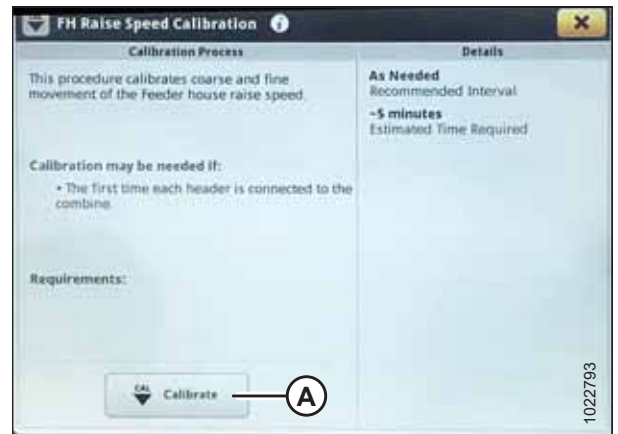 FH Raise Speed Calibration i
Calibration Process
This procedure calibrates coarse and fine
movement of the Feeder house raise speed.
Calibration may be needed if:
• The first time each header is connected to the
combine.
Requirements:
CAL Calibrate
A
Details
As Needed
Recommended Interval
~5 minutes
Estimated Time Required
1022793